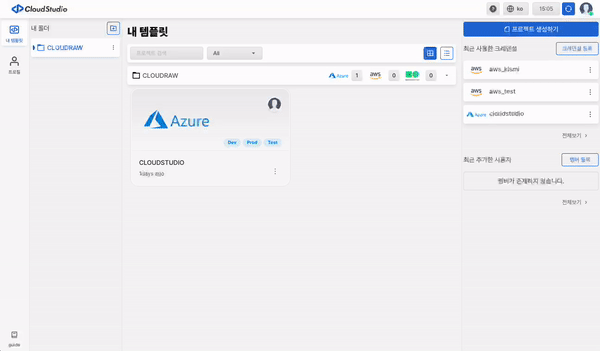 CloudStudio
ko
15:05
내 템플릿
프로필
guide
내 폴더
CLOUDRAW
내 템플릿
프로젝트 검색
All
CLOUDRAW
Azure 1 aws 0 0
Azure
Dev Prod Test
CLOUDSTUDIO
프로젝트 생성하기
최근 사용한 크레덴셜
크레덴셜 등록
aws aws_kismi
aws aws_test
Azure cloudstudio
전체보기
최근 추가한 사용자
멤버 초대
멤버가 존재하지 않습니다.
전체보기